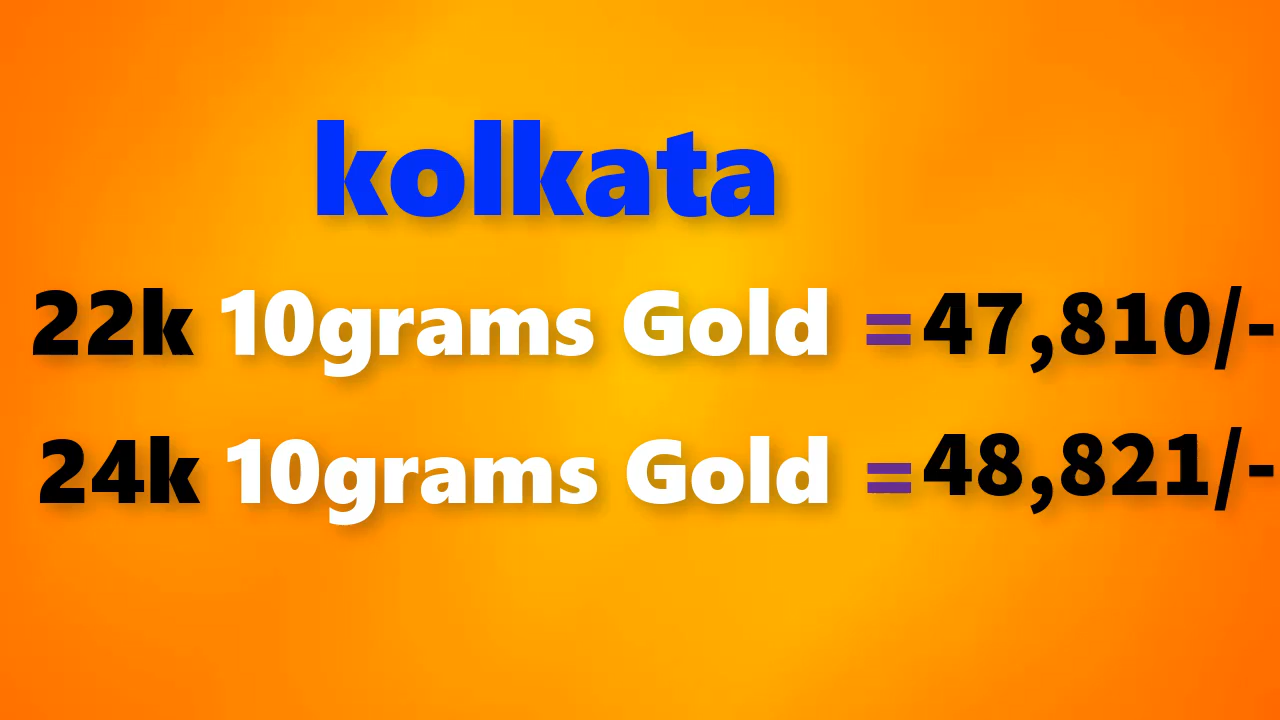 kolkata
22k 10grams Gold =47,810/-
24k 10grams Gold =48,821/-